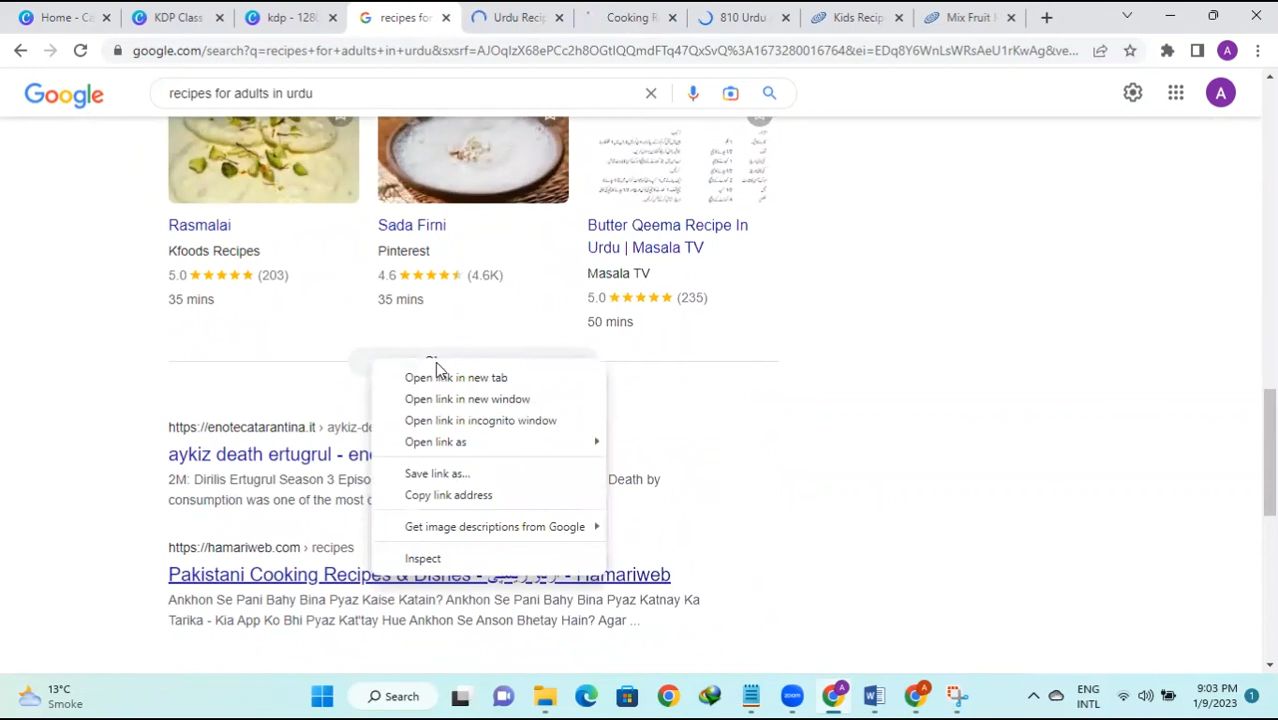 Home - Ca
KDP Class
kdp - 1280
recipes for
Urdu Recip
Cooking R
810 Urdu
Kids Recip
Mix Fruit
google.com/search?q=recipes+for+adults+in+urdu&sxsrf=AJOqlzX68ePCc2h8OGtIQQmdFTq47QxSvQ%3A1673280016764&ei=EDq8Y6WnLsWRsAeU1rKwAg&ve...
A
Google
recipes for adults in urdu
A
Rasmalai
Kfoods Recipes
5.0 ★★★★★ (203)
35 mins
Sada Firni
Pinterest
4.6 (4.6K)
35 mins
Butter Qeema Recipe In
Urdu | Masala TV
Masala TV
5.0 ★★★★★ (235)
50 mins
Open link in new tab
Open link in new window
Open link in incognito window
Open link as
Save link as...
Copy link address
Get image descriptions from Google
Inspect
https://enotecatarantina.it › aykiz-de
aykiz death ertugrul - eno
2M: Dirilis Ertugrul Season 3 Episo
Death by
consumption was one of the most
https://hamariweb.com › recipes
Pakistani Cooking Recipes & Dishes - - Hamariweb
Ankhon Se Pani Bahy Bina Pyaz Kaise Katain? Ankhon Se Pani Bahy Bina Pyaz Katnay Ka
Tarika - Kia App Ko Bhi Pyaz Kat'tay Hue Ankhon Se Anson Bhetay Hain? Agar ...
13°C
Smoke
Search
zoom
A
A
ENG
INTL
9:03 PM
1/9/2023
1